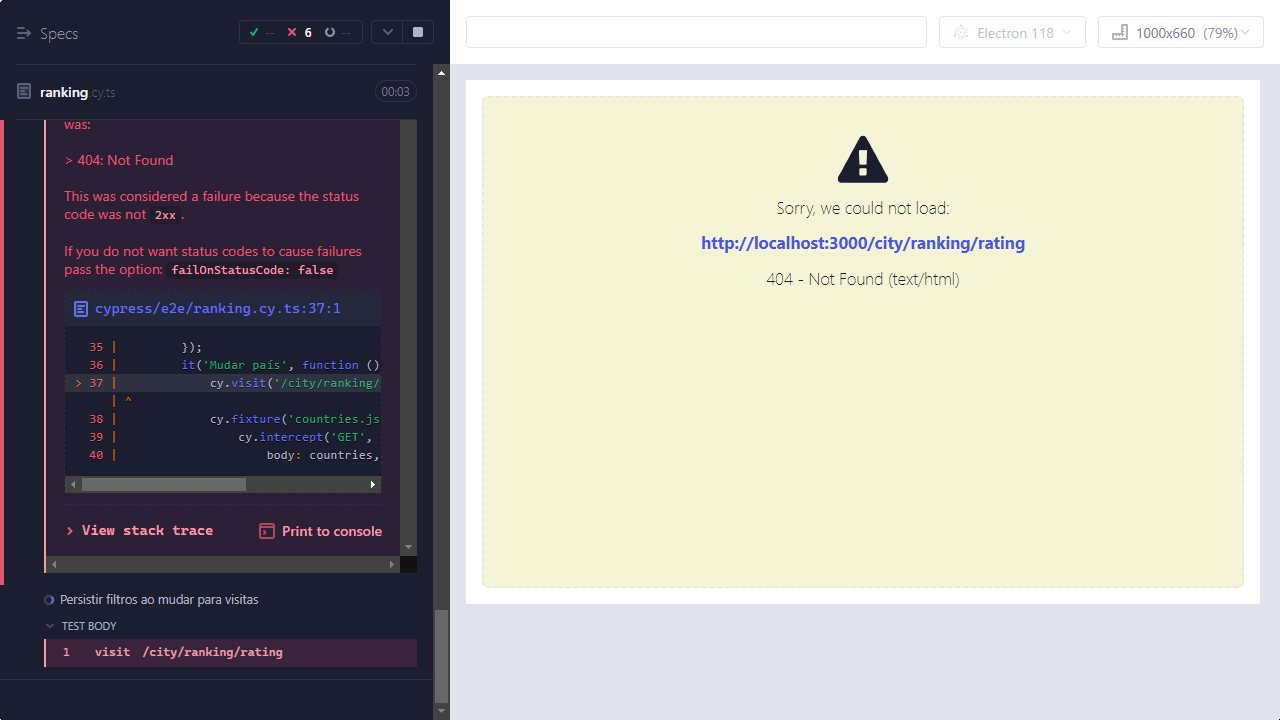 Specs
-- 6 --
ranking.cy.ts 00:03
was:
> 404: Not Found
This was considered a failure because the status
code was not 2xx .
If you do not want status codes to cause failures
pass the option: failOnStatusCode: false
cypress/e2e/ranking.cy.ts:37:1
35 | });
36 | it('Mudar país', function ()
> 37 | cy.visit('/city/ranking/
| ^
38 | cy.fixture('countries.js
39 | cy.intercept('GET',
40 | body: countries,
> View stack trace Print to console
Persistir filtros ao mudar para visitas
TEST BODY
1 visit /city/ranking/rating
Electron 118
1000x660 (79%)
Sorry, we could not load:
http://localhost:3000/city/ranking/rating
404 - Not Found (text/html)